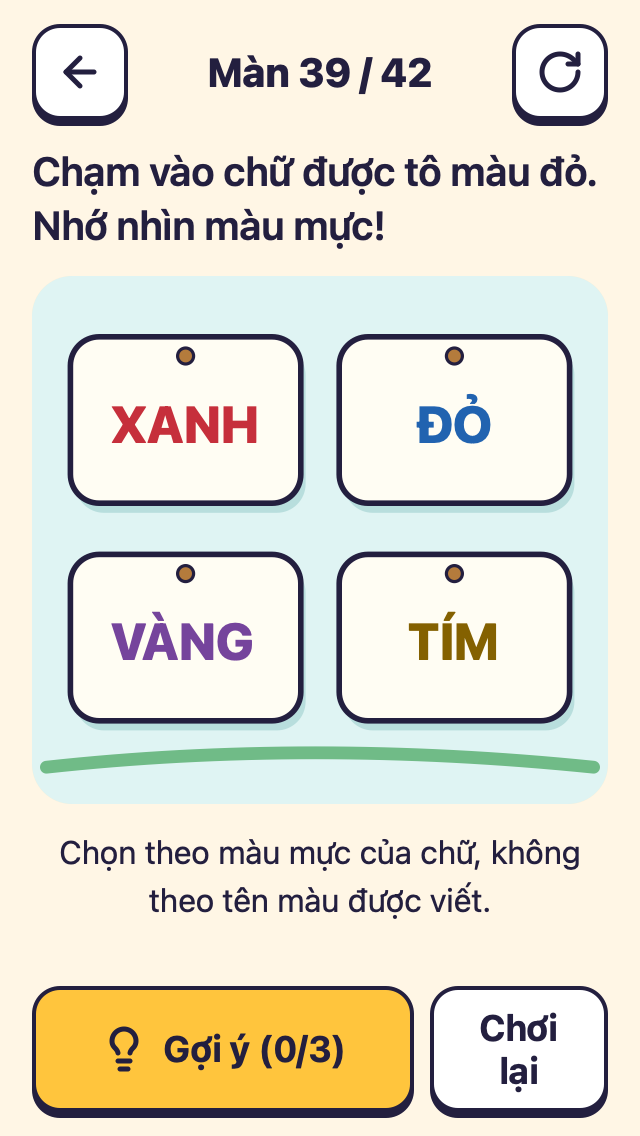 Màn 39 / 42
Chạm vào chữ được tô màu đỏ.
Nhớ nhìn màu mực!
XANH
ĐỎ
VÀNG
TÍM
Chọn theo màu mực của chữ, không
theo tên màu được viết.
Gợi ý (0/3)
Chơi
lại